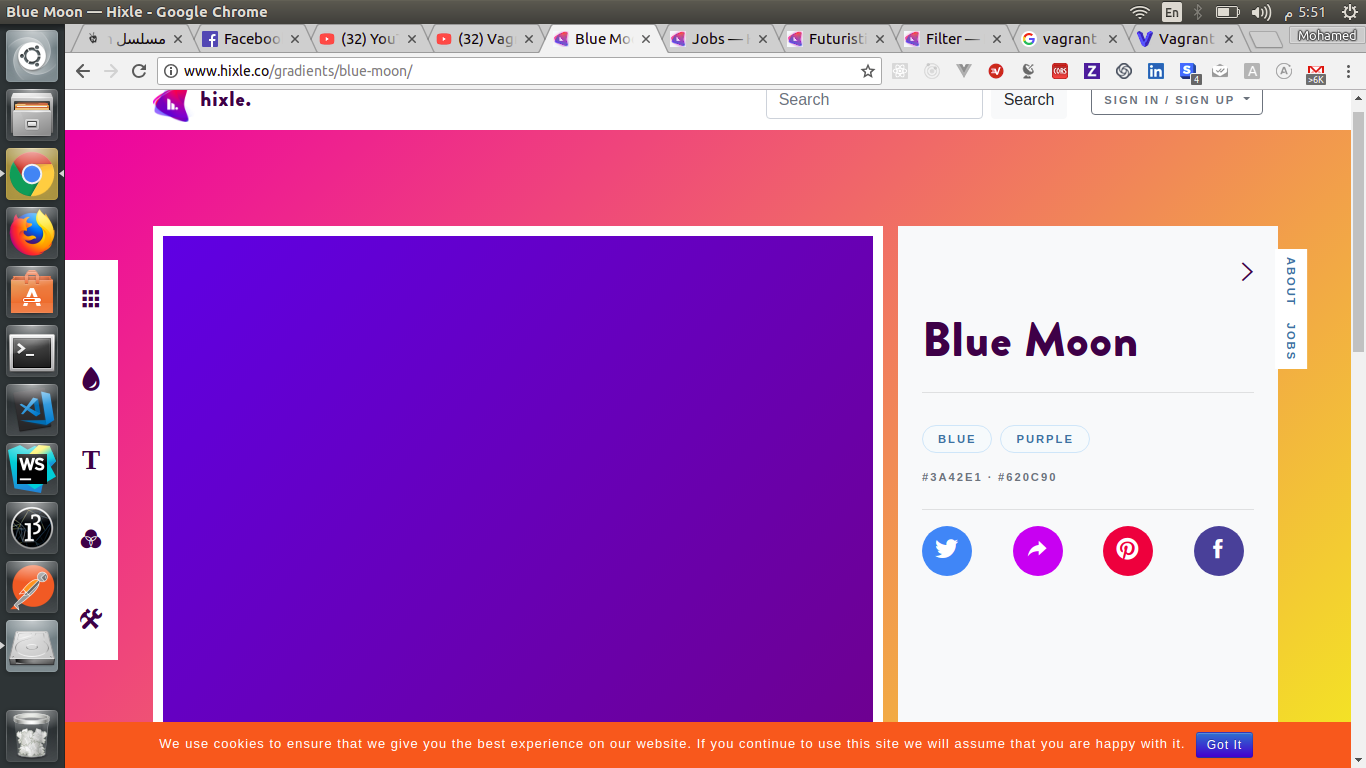 Blue Moon — Hixle - Google Chrome
En
5:51 م
مسلسل
Faceboo
(32) You
(32) Vag
Blue Mo
Jobs —
Futurist
Filter —
vagrant
Vagrant
Mohamed
www.hixle.co/gradients/blue-moon/
CORS
Z
in
S
4
A
A
>6K
h.
hixle.
Search
Search
SIGN IN / SIGN UP
ABOUT
JOBS
T
WS
Blue Moon
BLUE
PURPLE
#3A42E1 · #620C90
We use cookies to ensure that we give you the best experience on our website. If you continue to use this site we will assume that you are happy with it.
Got It